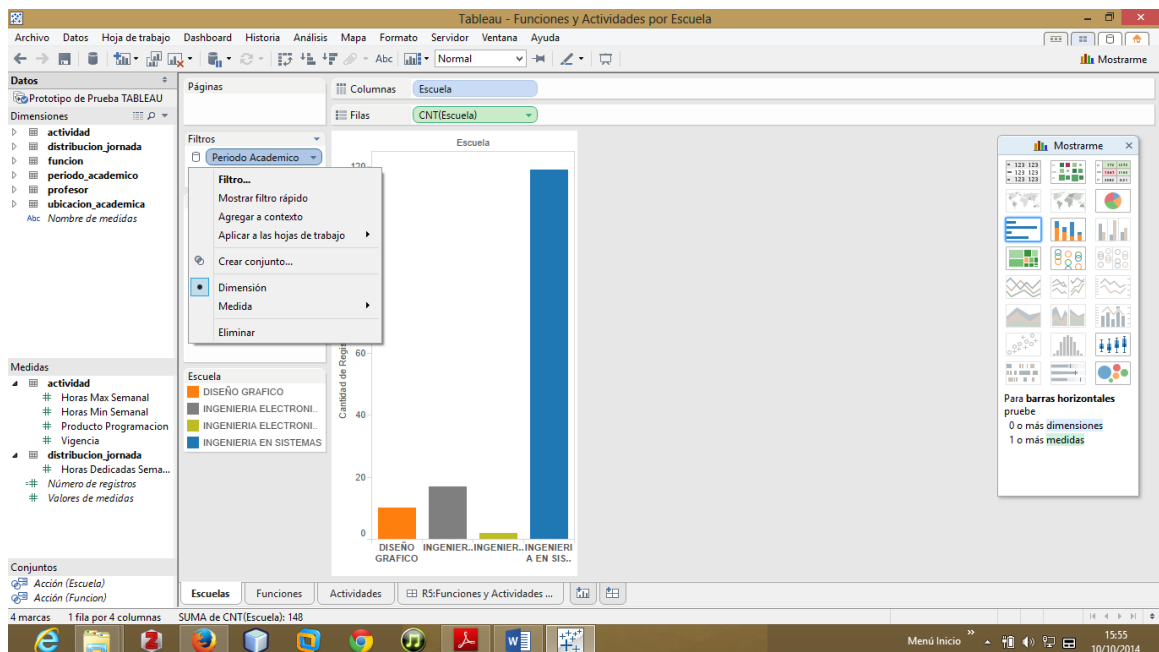 Tableau - Funciones y Actividades por Escuela
Archivo Datos Hoja de trabajo Dashboard Historia Análisis Mapa Formato Servidor Ventana Ayuda
Abc Normal Mostrarme
Datos
Prototipo de Prueba TABLEAU
Dimensiones
actividad
distribucion_jornada
funcion
periodo_academico
profesor
ubicacion_academica
Abc Nombre de medidas
Medidas
actividad
Horas Max Semanal
Horas Min Semanal
Producto Programacion
Vigencia
distribucion_jornada
Horas Dedicadas Sema...
Número de registros
Valores de medidas
Conjuntos
Acción (Escuela)
Acción (Funcion)
Páginas
Filtros
Periodo Academico
Filtro...
Mostrar filtro rápido
Agregar a contexto
Aplicar a las hojas de trabajo
Crear conjunto...
Dimensión
Medida
Eliminar
Escuela
DISEÑO GRAFICO
INGENIERIA ELECTRONI..
INGENIERIA ELECTRONI..
INGENIERIA EN SISTEMAS
Columnas Escuela
Filas CNT(Escuela)
Escuela
120
60
40
20
0
Cantidad de Regis
DISEÑO GRAFICO
INGENIER..
INGENIER..
INGENIERI A EN SIS..
Mostrarme
Para barras horizontales
pruebe
0 o más dimensiones
1 o más medidas
Escuelas Funciones Actividades R5:Funciones y Actividades ...
4 marcas 1 fila por 4 columnas SUMA de CNT(Escuela): 148
Menú Inicio
15:55
10/10/2014